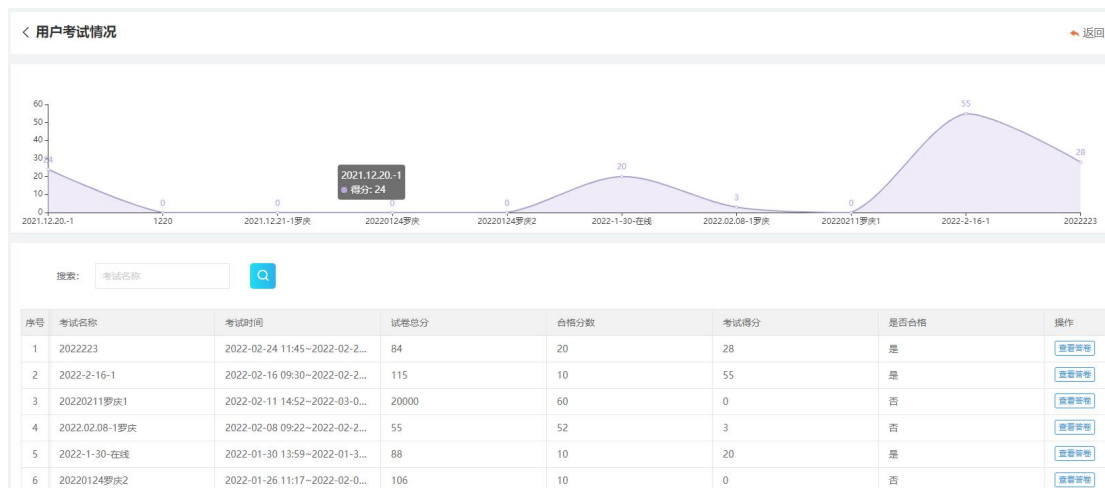 用户考试情况
返回
60
50
40
30
20
10
0
24
0
0
0
0
20
3
0
55
28
2021.12.20.-1
得分: 24
2021.12.20.-1 1220 2021.12.21-1罗庆 20220124罗庆 20220124罗庆2 2022-1-30-在线 2022.02.08-1罗庆 20220211罗庆1 2022-2-16-1 2022223
搜索: 考试名称
序号 考试名称 考试时间 试卷总分 合格分数 考试得分 是否合格 操作
1 2022223 2022-02-24 11:45~2022-02-2... 84 20 28 是 查看答卷
2 2022-2-16-1 2022-02-16 09:30~2022-02-2... 115 10 55 是 查看答卷
3 20220211罗庆1 2022-02-11 14:52~2022-03-0... 20000 60 0 否 查看答卷
4 2022.02.08-1罗庆 2022-02-08 09:22~2022-02-2... 55 52 3 否 查看答卷
5 2022-1-30-在线 2022-01-30 13:59~2022-01-3... 88 10 20 是 查看答卷
6 20220124罗庆2 2022-01-26 11:17~2022-02-0... 106 10 0 否 查看答卷